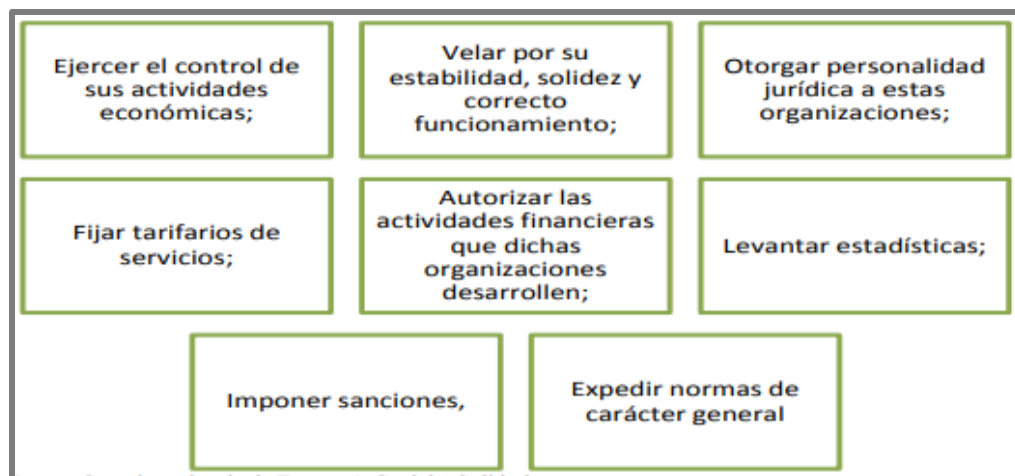 Ejercer el control de
sus actividades
económicas;
Velar por su
estabilidad, solidez y
correcto
funcionamiento;
Otorgar personalidad
jurídica a estas
organizaciones;
Fijar tarifarios de
servicios;
Autorizar las
actividades financieras
que dichas
organizaciones
desarrollen;
Levantar estadísticas;
Imponer sanciones,
Expedir normas de
carácter general